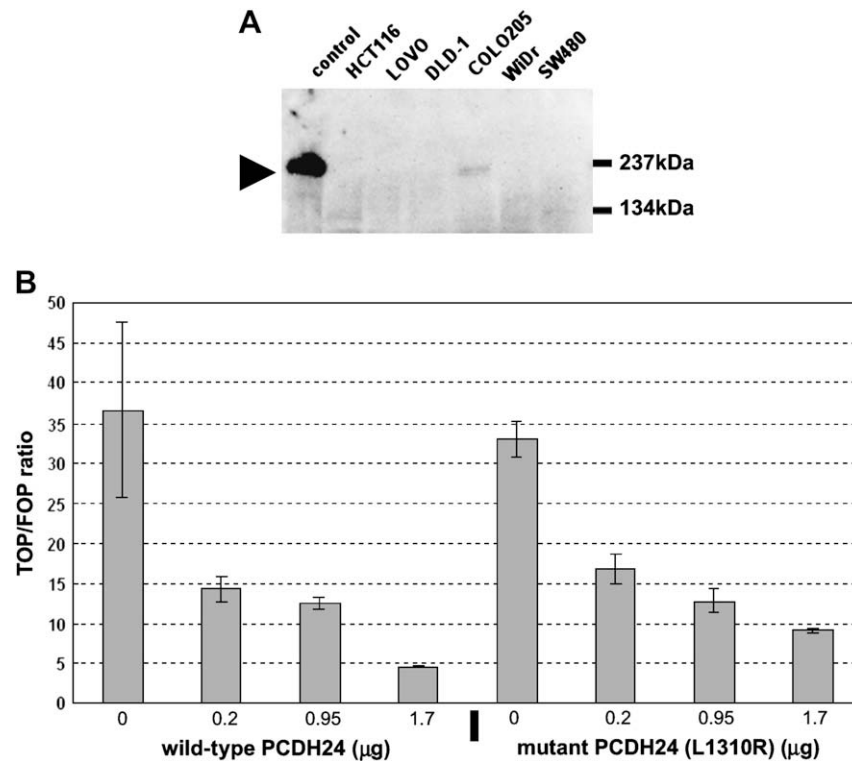 A
control HCT116 LOVO DLD-1 COLO205 WiDr SW480
237kDa
134kDa
B
50
45
40
35
30
25
20
15
10
5
0
TOP/FOP ratio
0 0.2 0.95 1.7 0 0.2 0.95 1.7
wild-type PCDH24 (µg) mutant PCDH24 (L1310R) (µg)